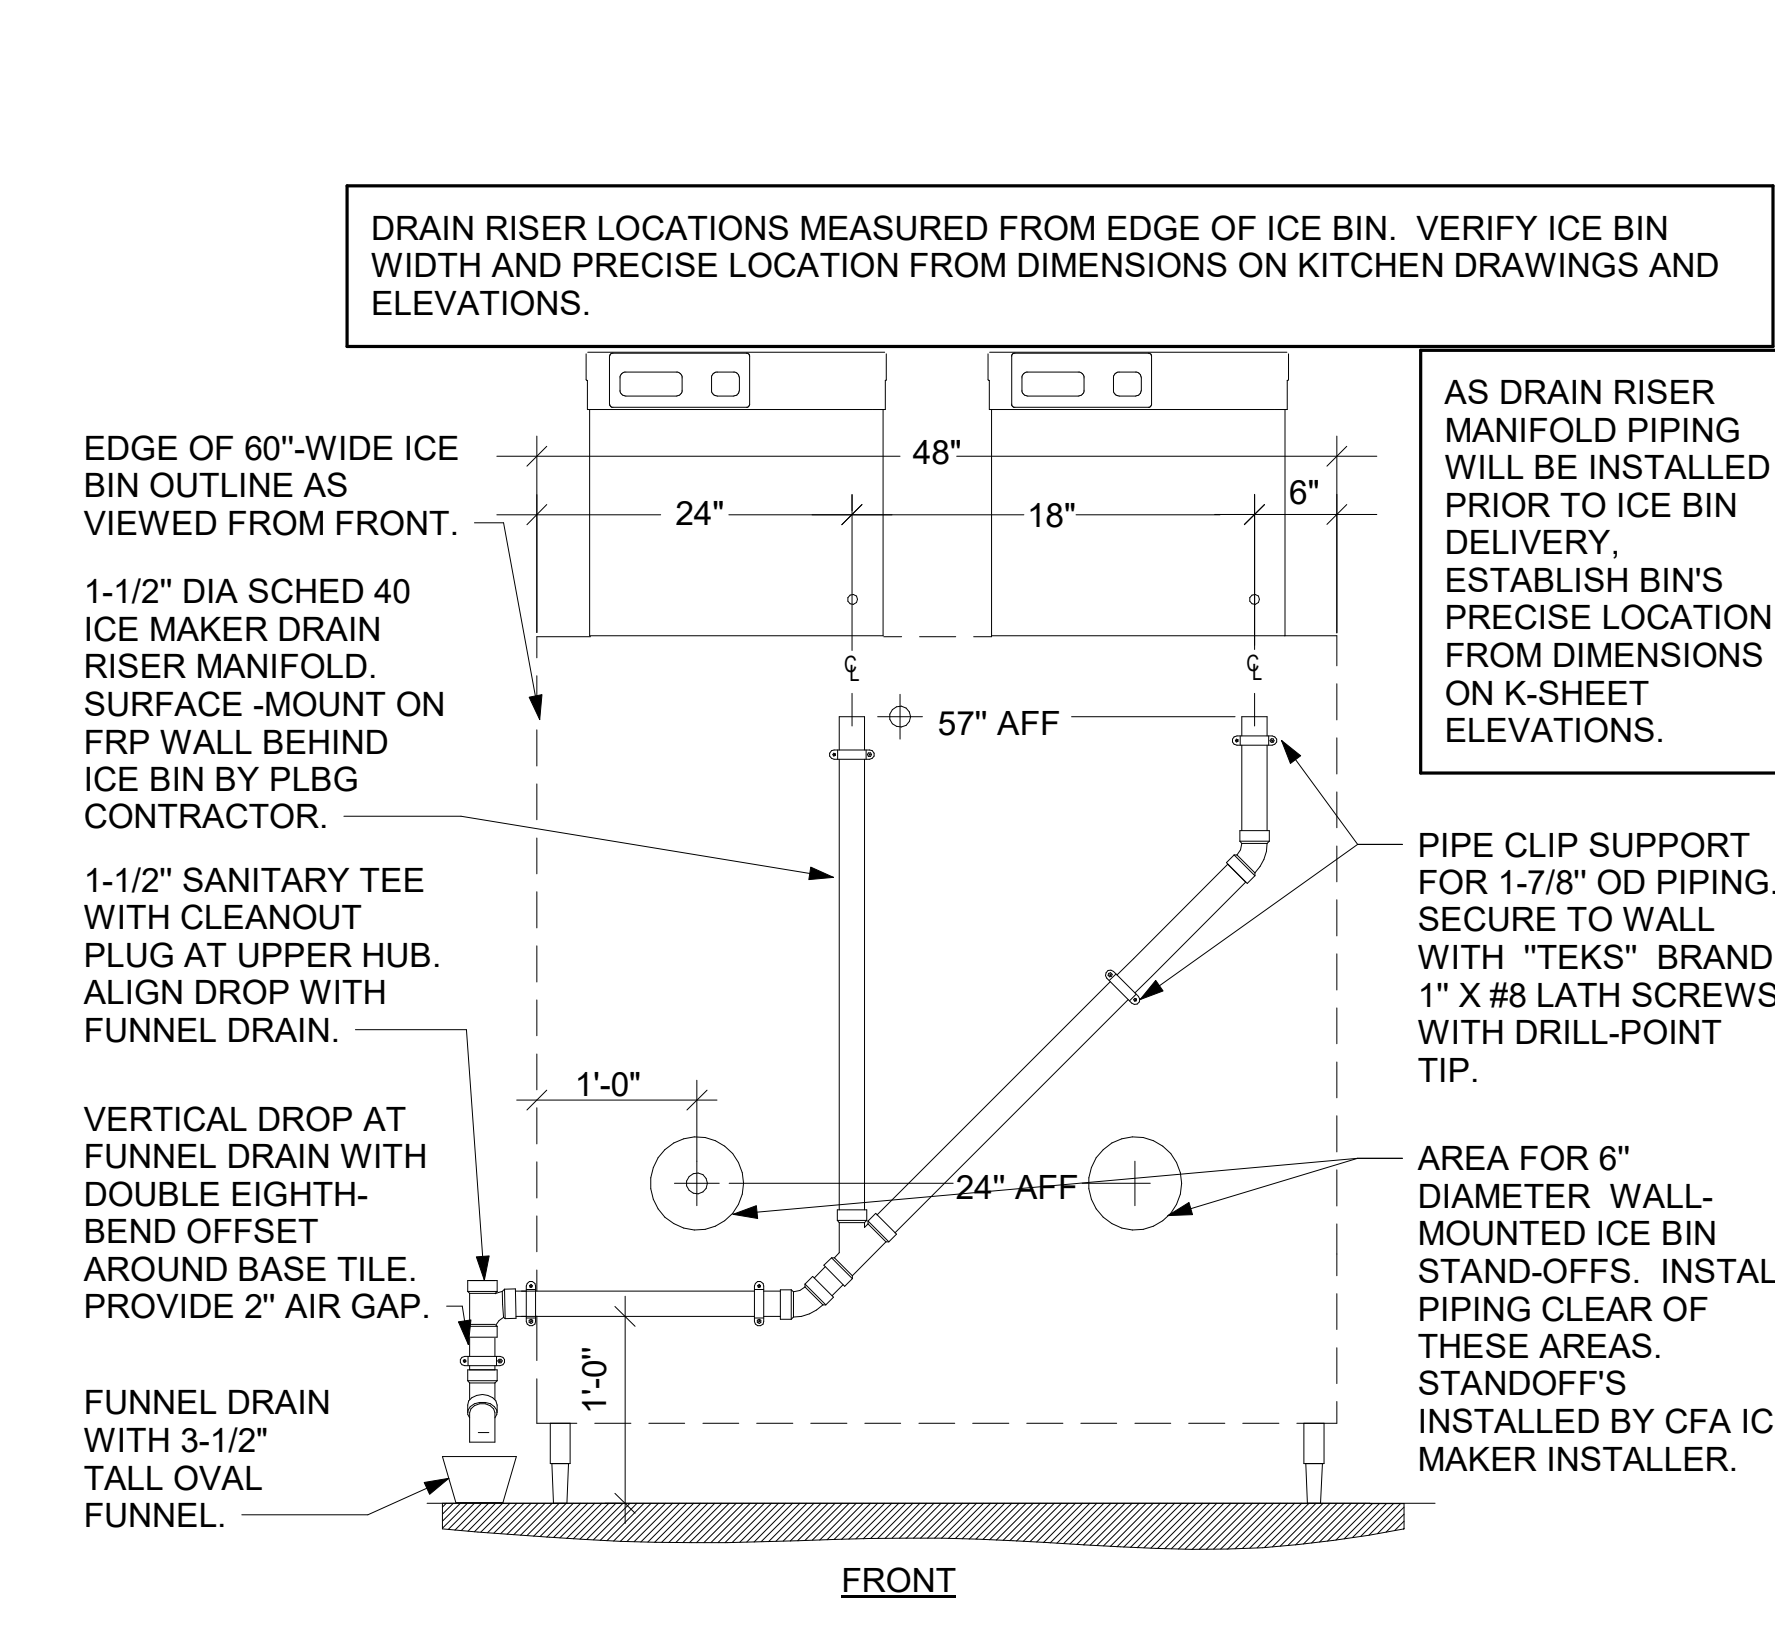 DRAIN RISER LOCATIONS MEASURED FROM EDGE OF ICE BIN.  VERIFY ICE BIN
WIDTH AND PRECISE LOCATION FROM DIMENSIONS ON KITCHEN DRAWINGS AND
ELEVATIONS.
AS DRAIN RISER
MANIFOLD PIPING
WILL BE INSTALLED
PRIOR TO ICE BIN
DELIVERY,
ESTABLISH BIN'S
PRECISE LOCATION
FROM DIMENSIONS
ON K-SHEET
ELEVATIONS.
EDGE OF 60"-WIDE ICE
BIN OUTLINE AS
VIEWED FROM FRONT.
1-1/2" DIA SCHED 40
ICE MAKER DRAIN
RISER MANIFOLD.
SURFACE -MOUNT ON
FRP WALL BEHIND
ICE BIN BY PLBG
CONTRACTOR.
1-1/2" SANITARY TEE
WITH CLEANOUT
PLUG AT UPPER HUB.
ALIGN DROP WITH
FUNNEL DRAIN.
VERTICAL DROP AT
FUNNEL DRAIN WITH
DOUBLE EIGHTH-
BEND OFFSET
AROUND BASE TILE.
PROVIDE 2" AIR GAP.
FUNNEL DRAIN
WITH 3-1/2"
TALL OVAL
FUNNEL.
48"
24"
18"
6"
CL
CL
57" AFF
1'-0"
24" AFF
1'-0"
PIPE CLIP SUPPORT
FOR 1-7/8" OD PIPING.
SECURE TO WALL
WITH  "TEKS"  BRAND
1" X #8 LATH SCREWS
WITH DRILL-POINT
TIP.
AREA FOR 6"
DIAMETER  WALL-
MOUNTED ICE BIN
STAND-OFFS.  INSTAL
PIPING CLEAR OF
THESE AREAS.
STANDOFF'S
INSTALLED BY CFA IC
MAKER INSTALLER.
FRONT